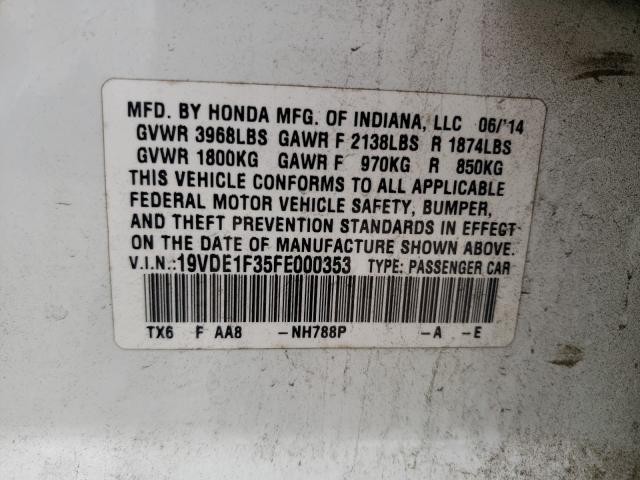 MFD. BY HONDA MFG. OF INDIANA, LLC 06/'14
GVWR 3968LBS GAWR F 2138LBS R 1874LBS
GVWR 1800KG GAWR F 970KG R 850KG
THIS VEHICLE CONFORMS TO ALL APPLICABLE
FEDERAL MOTOR VEHICLE SAFETY, BUMPER,
AND THEFT PREVENTION STANDARDS IN EFFECT
ON THE DATE OF MANUFACTURE SHOWN ABOVE.
V.I.N.:19VDE1F35FE000353 TYPE: PASSENGER CAR
TX6 F AA8 -NH788P -A -E